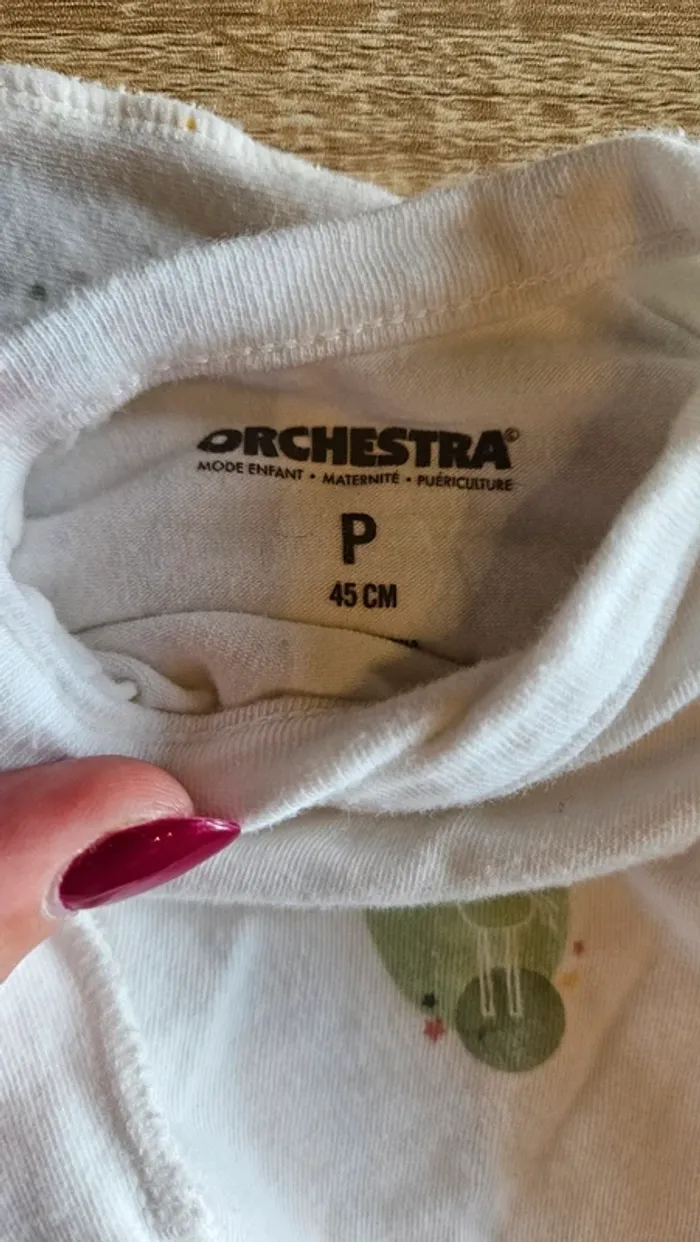 ORCHESTRA©
MODE ENFANT • MATERNITÉ • PUÉRICULTURE
P
45 CM